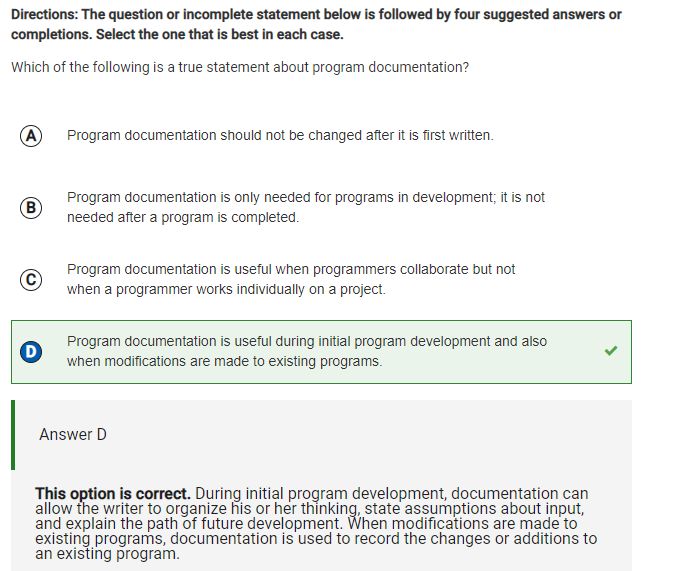 Directions: The question or incomplete statement below is followed by four suggested answers or
completions. Select the one that is best in each case.
Which of the following is a true statement about program documentation?
A Program documentation should not be changed after it is first written.
B Program documentation is only needed for programs in development; it is not
needed after a program is completed.
C Program documentation is useful when programmers collaborate but not
when a programmer works individually on a project.
D Program documentation is useful during initial program development and also
when modifications are made to existing programs.
Answer D
This option is correct. During initial program development, documentation can
allow the writer to organize his or her thinking, state assumptions about input,
and explain the path of future development. When modifications are made to
existing programs, documentation is used to record the changes or additions to
an existing program.